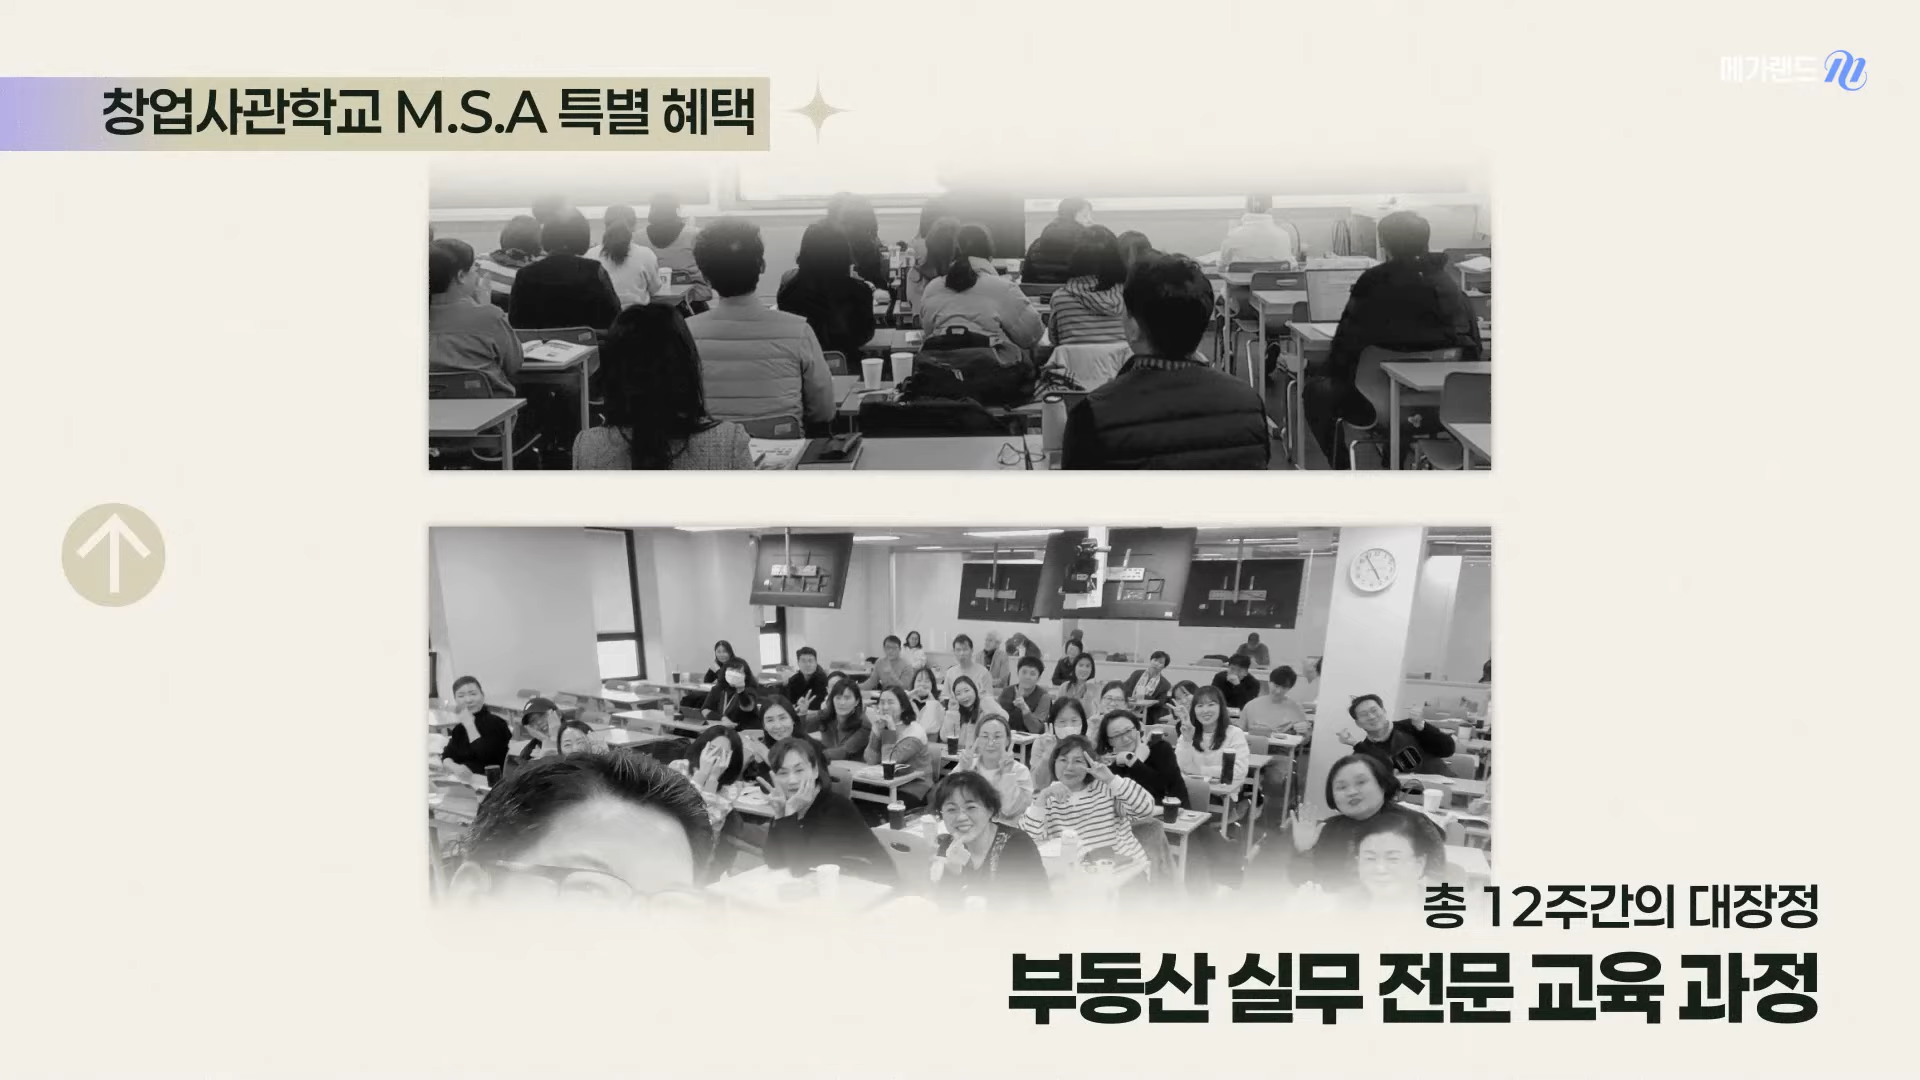 창업사관학교 M.S.A 특별 혜택
메가랜드
총 12주간의 대장정
부동산 실무 전문 교육 과정